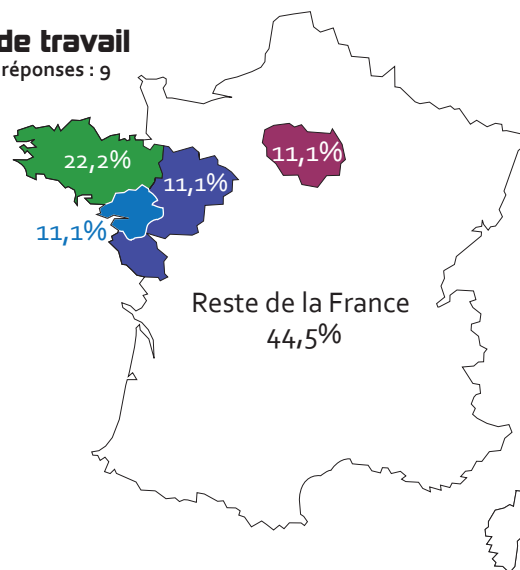 de travail
réponses : 9
22,2%
11,1%
11,1%
11,1%
Reste de la France
44,5%